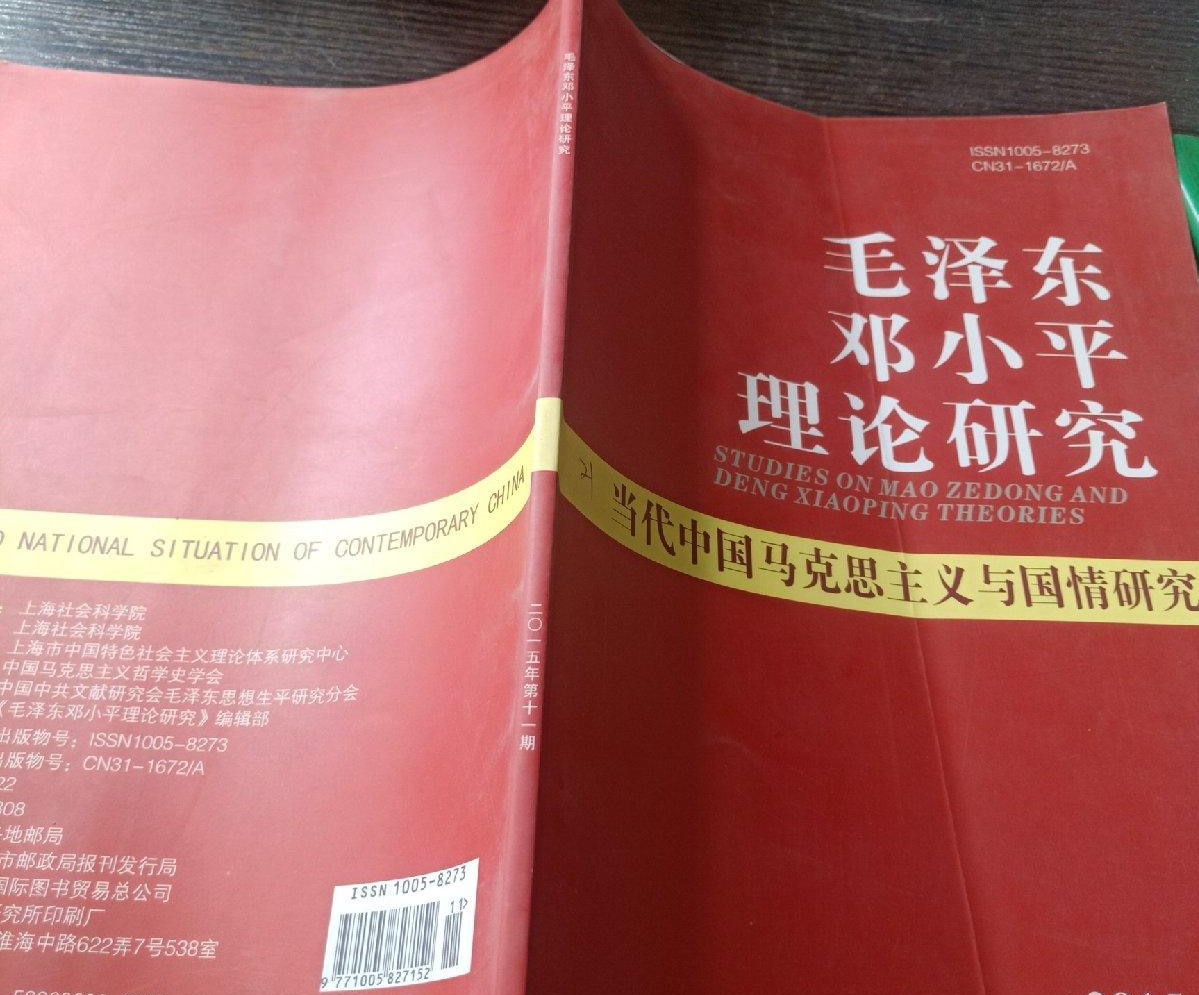 毛泽东邓小平理论研究
二〇一五年第十一期
ISSN1005-8273
CN31-1672/A
毛泽东
邓小平
理论研究
STUDIES ON MAO ZEDONG AND
DENG XIAOPING THEORIES
当代中国马克思主义与国情研究
NATIONAL SITUATION OF CONTEMPORARY CHINA
：上海社会科学院
上海社会科学院
上海市中国特色社会主义理论体系研究中心
中国马克思主义哲学史学会
中国中共文献研究会毛泽东思想生平研究分会
《毛泽东邓小平理论研究》编辑部
出版物号：ISSN1005-8273
出版物号：CN31-1672/A
22
808
各地邮局
市邮政局报刊发行局
国际图书贸易总公司
研究所印刷厂
淮海中路622弄7号538室
ISSN 1005-8273
11>
9 771005 827152